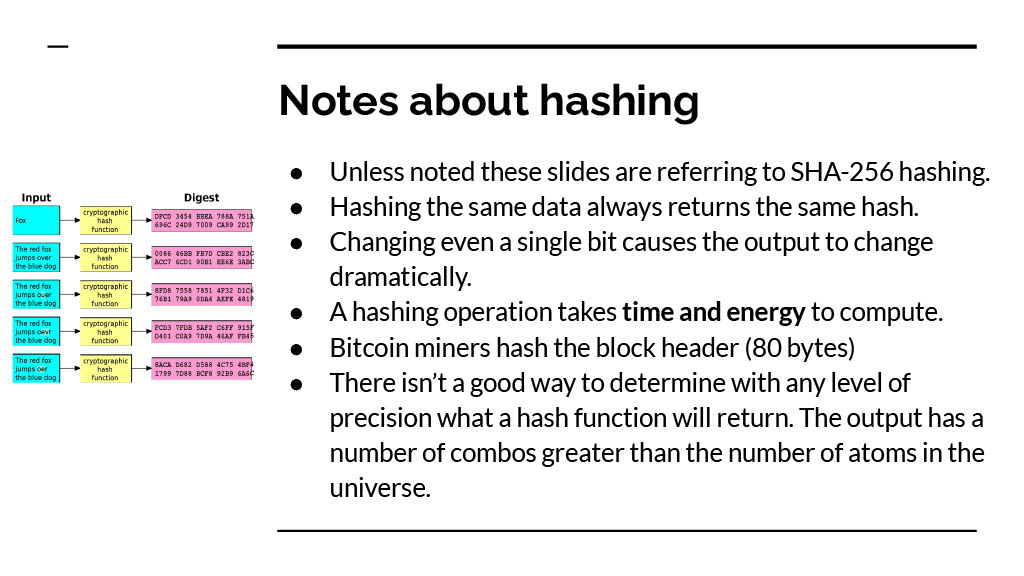 Notes about hashing
● Unless noted these slides are referring to SHA-256 hashing.
● Hashing the same data always returns the same hash.
● Changing even a single bit causes the output to change
dramatically.
● A hashing operation takes time and energy to compute.
● Bitcoin miners hash the block header (80 bytes)
● There isn’t a good way to determine with any level of
precision what a hash function will return. The output has a
number of combos greater than the number of atoms in the
universe.
Input
Digest
Fox
cryptographic
hash
function
DFCD 3454 BBEA 788A 751A
696C 24D9 7009 CA99 2D17
The red fox
jumps over
the blue dog
cryptographic
hash
function
0086 46BB FB7D CBE2 823C
ACC7 6CD1 90B1 EE6E 3ABC
The red fox
jumps ouer
the blue dog
cryptographic
hash
function
8FD8 7558 7851 4F32 D1C6
76B1 79A9 0DA4 AEFE 4819
The red fox
jumps oevr
the blue dog
cryptographic
hash
function
FCD3 7FDB 5AF2 C6FF 915F
D401 C0A9 7D9A 46AF FB45
The red fox
jumps oer
the blue dog
cryptographic
hash
function
8ACA D682 D588 4C75 4BF4
1799 7D88 BCF8 92B9 6A6C